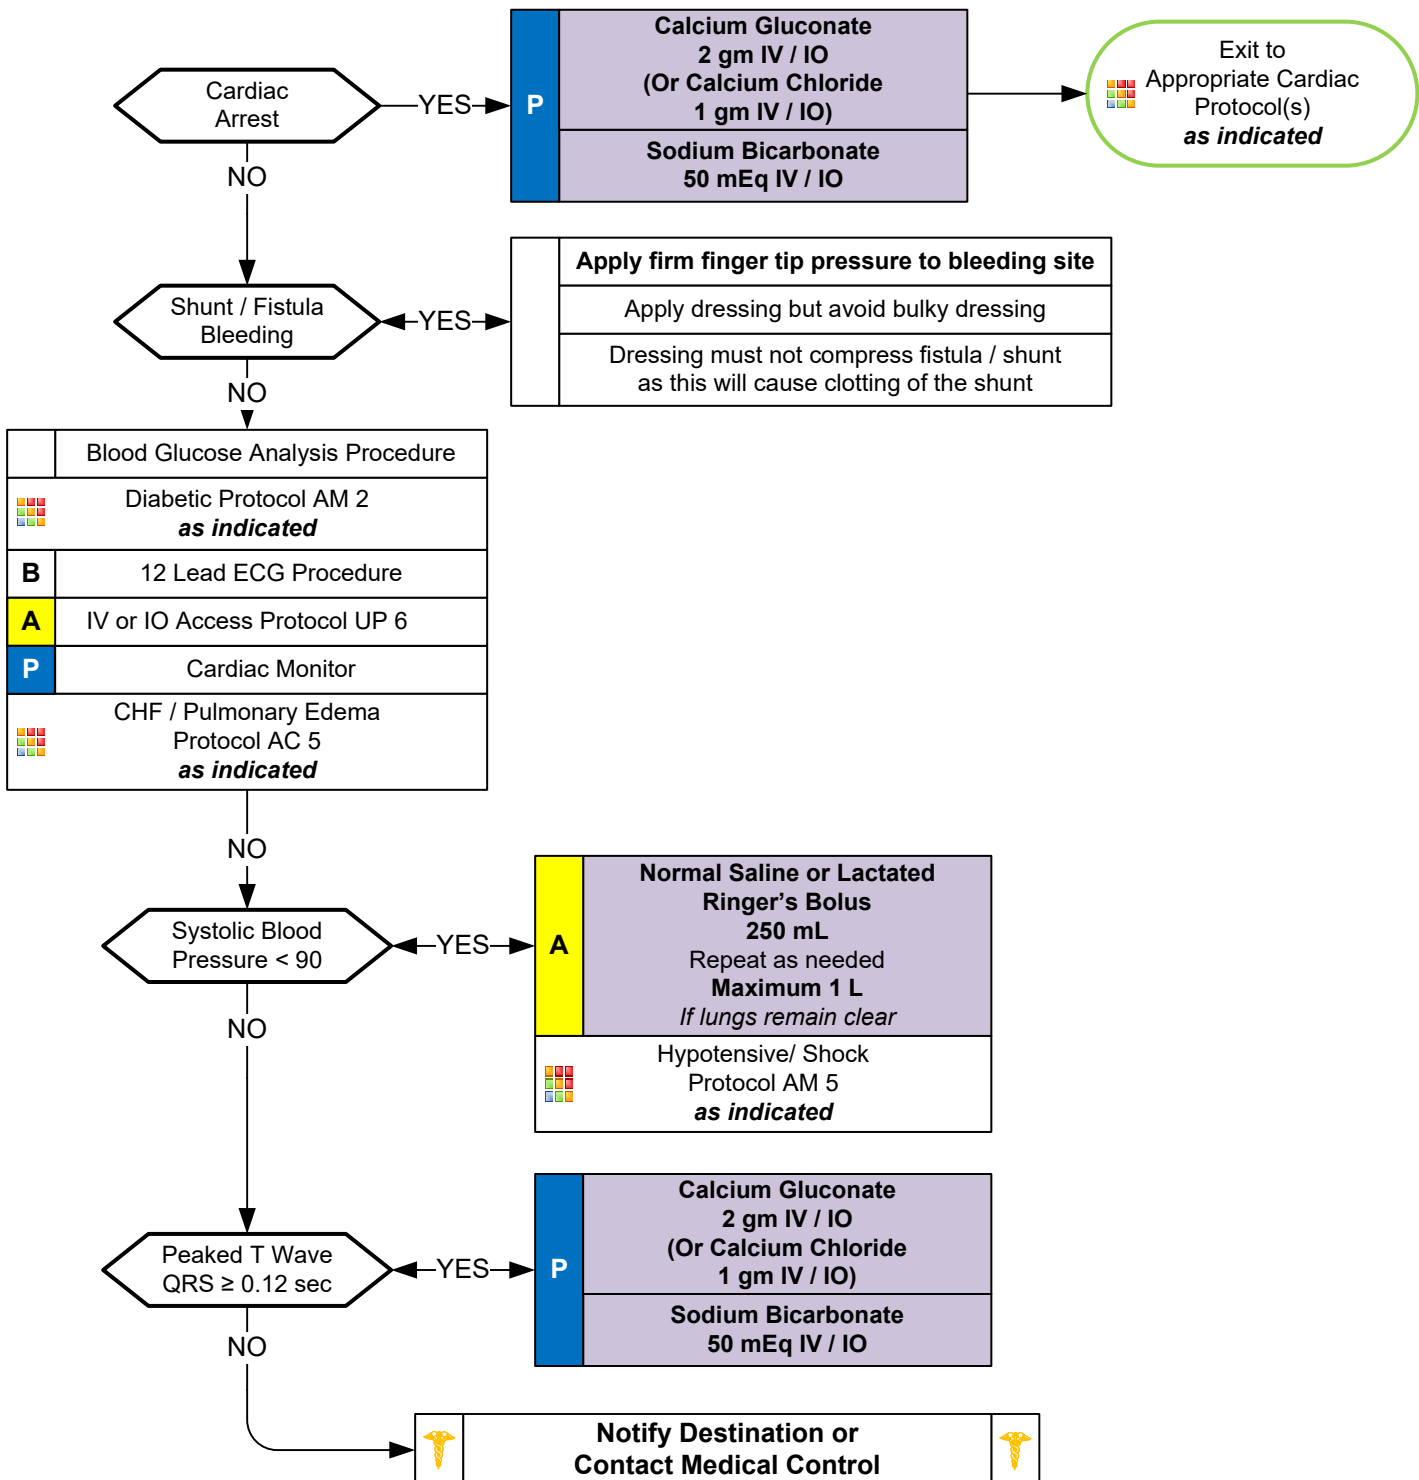 Cardiac
Arrest
YES
P
Calcium Gluconate
2 gm IV / IO
(Or Calcium Chloride
1 gm IV / IO)
Sodium Bicarbonate
50 mEq IV / IO
Exit to
Appropriate Cardiac
Protocol(s)
as indicated
NO
Shunt / Fistula
Bleeding
YES
Apply firm finger tip pressure to bleeding site
Apply dressing but avoid bulky dressing
Dressing must not compress fistula / shunt
as this will cause clotting of the shunt
NO
Blood Glucose Analysis Procedure
Diabetic Protocol AM 2
as indicated
B 12 Lead ECG Procedure
A IV or IO Access Protocol UP 6
P Cardiac Monitor
CHF / Pulmonary Edema
Protocol AC 5
as indicated
NO
Systolic Blood
Pressure < 90
YES
A
Normal Saline or Lactated
Ringer’s Bolus
250 mL
Repeat as needed
Maximum 1 L
If lungs remain clear
Hypotensive/ Shock
Protocol AM 5
as indicated
NO
Peaked T Wave
QRS ≥ 0.12 sec
YES
P
Calcium Gluconate
2 gm IV / IO
(Or Calcium Chloride
1 gm IV / IO)
Sodium Bicarbonate
50 mEq IV / IO
NO
Notify Destination or
Contact Medical Control